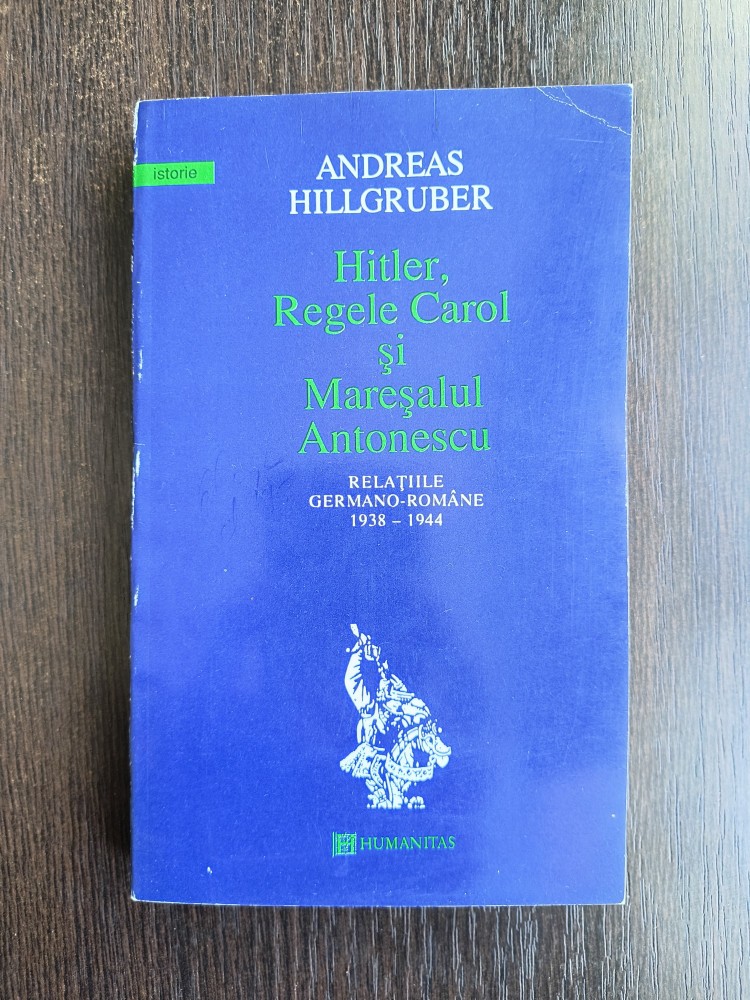 istorie
ANDREAS
HILLGRUBER
Hitler,
Regele Carol
şi
Mareşalul
Antonescu
RELAŢIILE
GERMANO-ROMÂNE
1938 – 1944
HUMANITAS